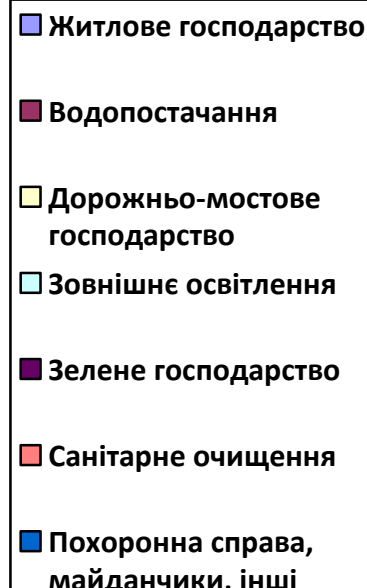 Житлове господарство
Водопостачання
Дорожньо-мостове
господарство
Зовнішнє освітлення
Зелене господарство
Санітарне очищення
Похоронна справа,
майданчики, інші